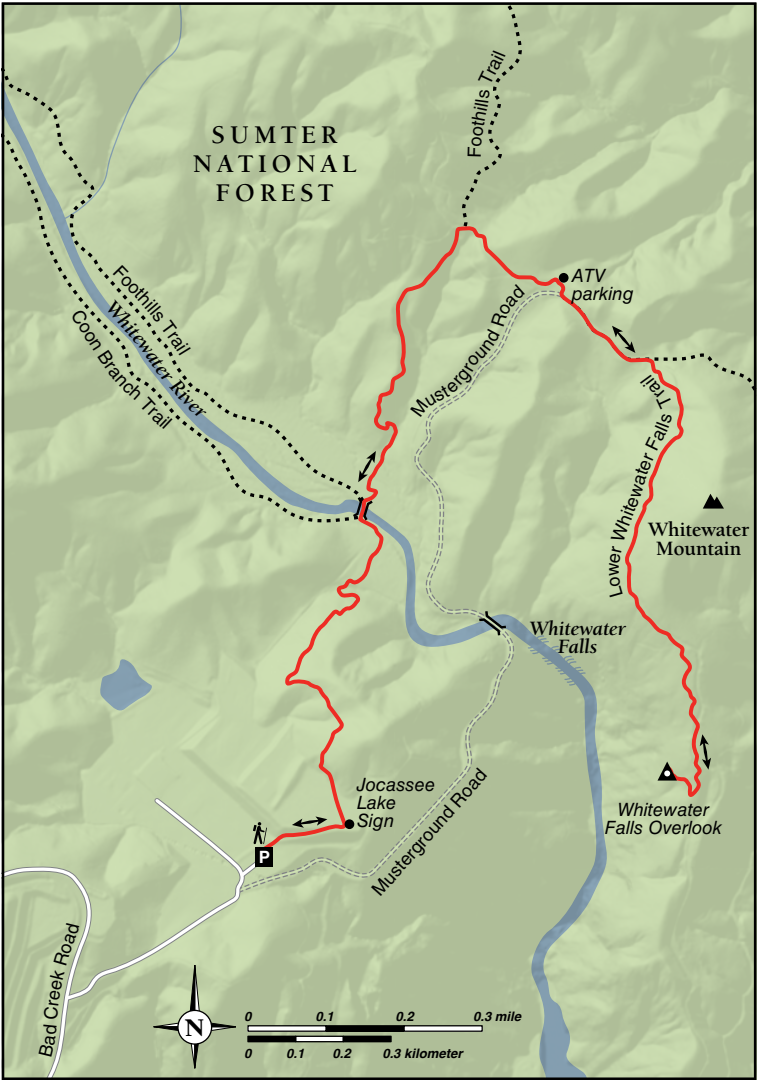 Foothills Trail
SUMTER
NATIONAL
FOREST
ATV
parking
Foothills Trail
Whitewater River
Coon Branch Trail
Musterground Road
Lower Whitewater Falls Trail
Whitewater
Mountain
Whitewater
Falls
Jocassee
Lake
Sign
P
Musterground Road
Whitewater
Falls Overlook
Bad Creek Road
N
0 0.1 0.2 0.3 mile
0 0.1 0.2 0.3 kilometer